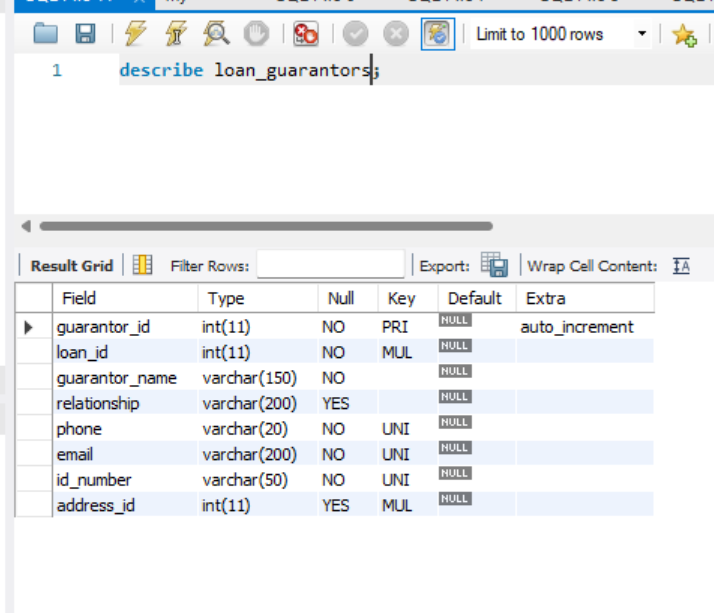 Limit to 1000 rows
1 describe loan_guarantors;
Result Grid Filter Rows: Export: Wrap Cell Content: IA
Field Type Null Key Default Extra
guarantor_id int(11) NO PRI NULL auto_increment
loan_id int(11) NO MUL NULL
guarantor_name varchar(150) NO NULL
relationship varchar(200) YES NULL
phone varchar(20) NO UNI NULL
email varchar(200) NO UNI NULL
id_number varchar(50) NO UNI NULL
address_id int(11) YES MUL NULL